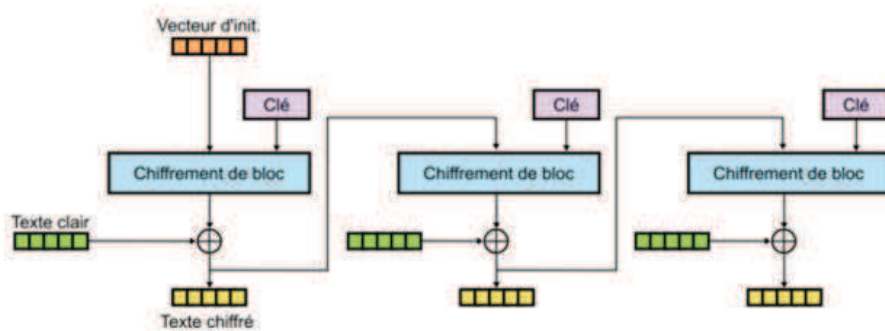 Vecteur d'init.
Clé
Clé
Clé
Chiffrement de bloc
Chiffrement de bloc
Chiffrement de bloc
Texte clair
Texte chiffré